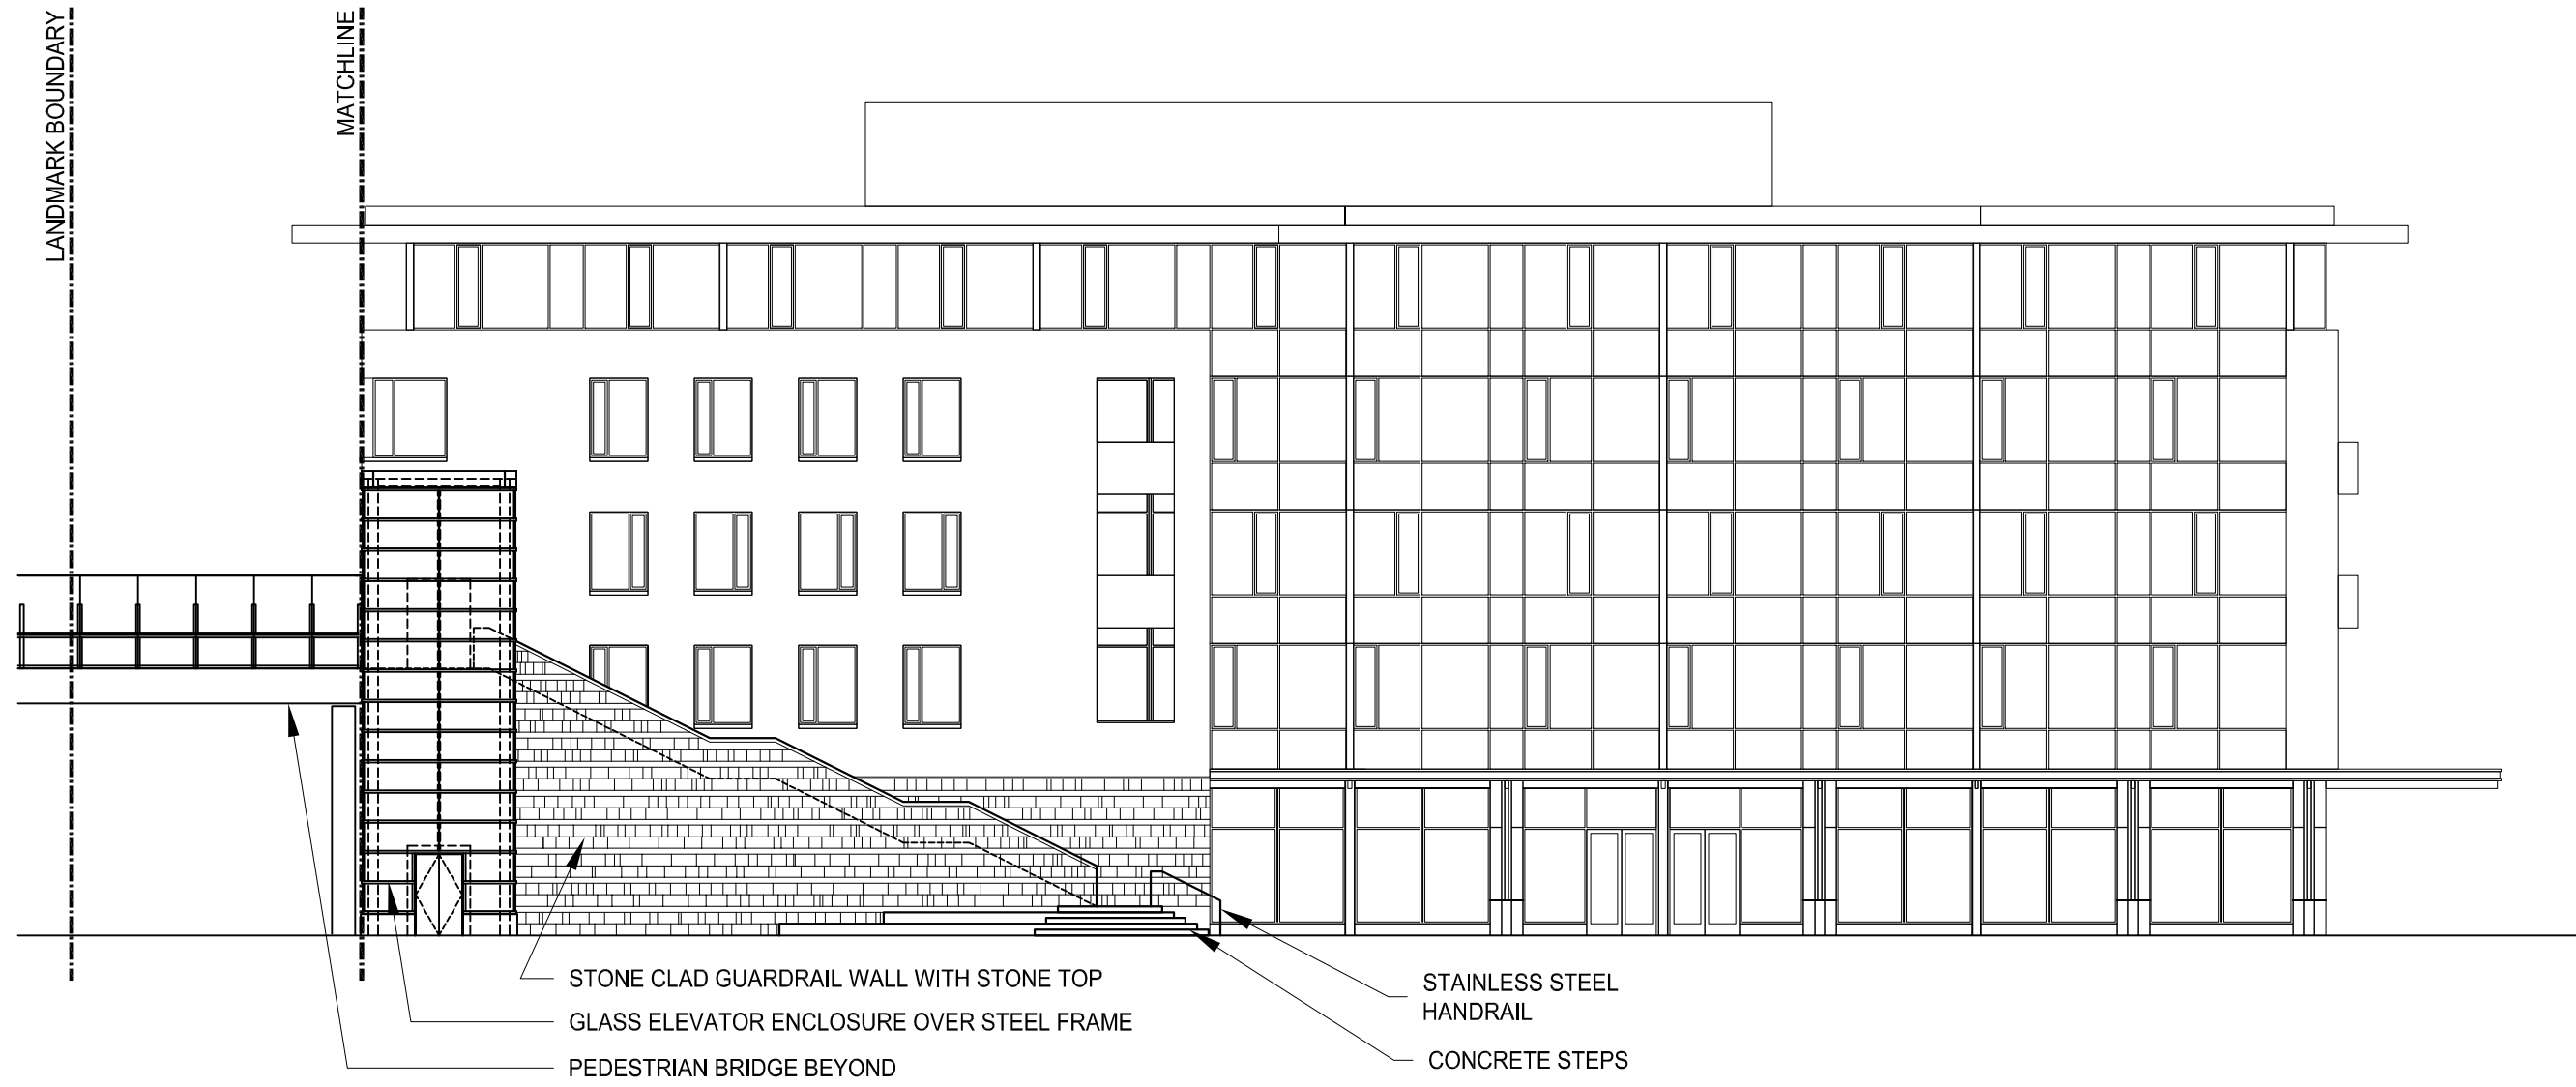 LANDMARK BOUNDARY
MATCHLINE
STONE CLAD GUARDRAIL WALL WITH STONE TOP
GLASS ELEVATOR ENCLOSURE OVER STEEL FRAME
PEDESTRIAN BRIDGE BEYOND
STAINLESS STEEL
HANDRAIL
CONCRETE STEPS